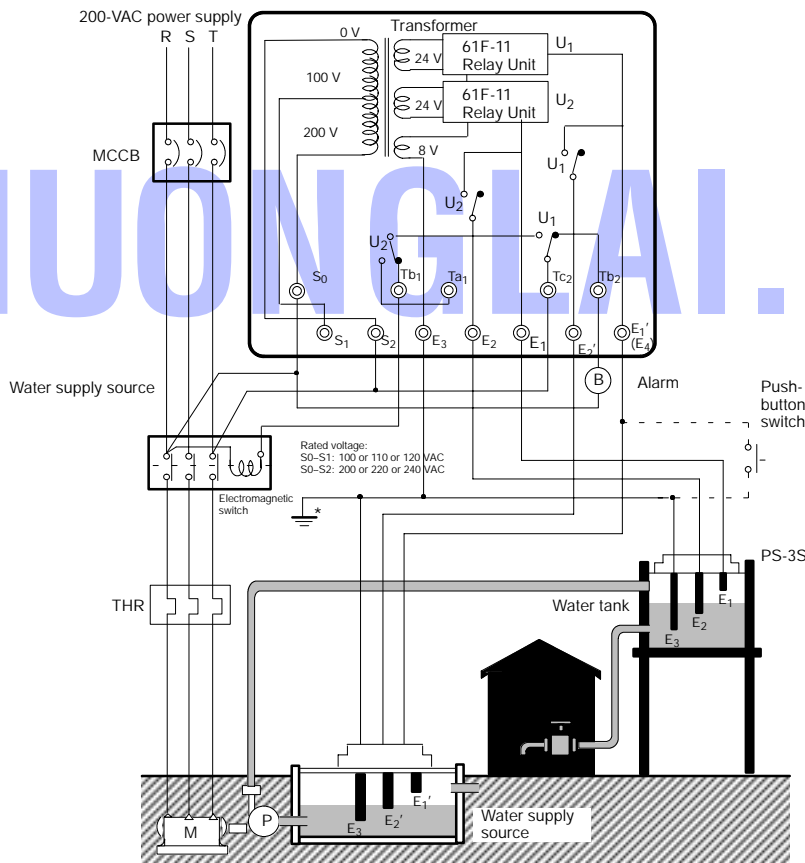 200-VAC power supply
R S T
MCCB
Transformer
0 V
100 V
200 V
24 V
24 V
8 V
61F-11
Relay Unit
U1
61F-11
Relay Unit
U2
U1
U2
U1
U2
S0
Tb1
Ta1
Tc2
Tb2
S1
S2
E3
E2
E1
E2'
E1'
(E4)
HUONGLAI.
Water supply source
B
Alarm
Push-
button
switch
Rated voltage:
S0–S1: 100 or 110 or 120 VAC
S0–S2: 200 or 220 or 240 VAC
Electromagnetic
switch
*
PS-3S
THR
Water tank
E1
E2
E3
E1'
E2'
E3
M
P
Water supply
source